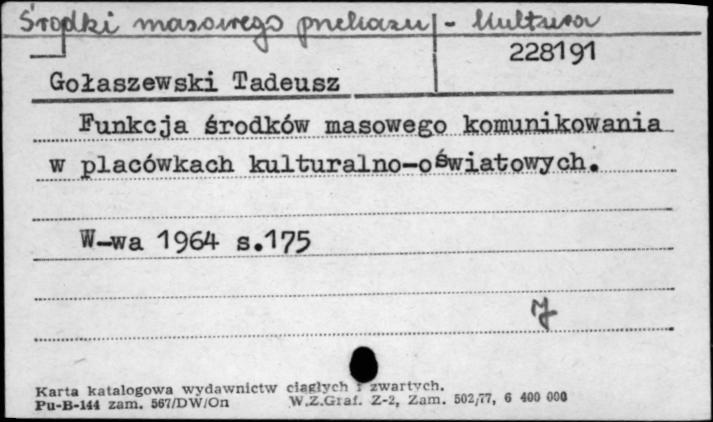 Środki masowego przekazu - Kultura
228191
Gołaszewski Tadeusz
Funkcja środków masowego komunikowania
w placówkach kulturalno-oświatowych.
W-wa 1964 s.175
Karta katalogowa wydawnictw ciągłych i zwartych.
Pu-B-144 zam. 567/DW/On W.Z.Graf. Z-2, Zam. 502/77, 6 400 000